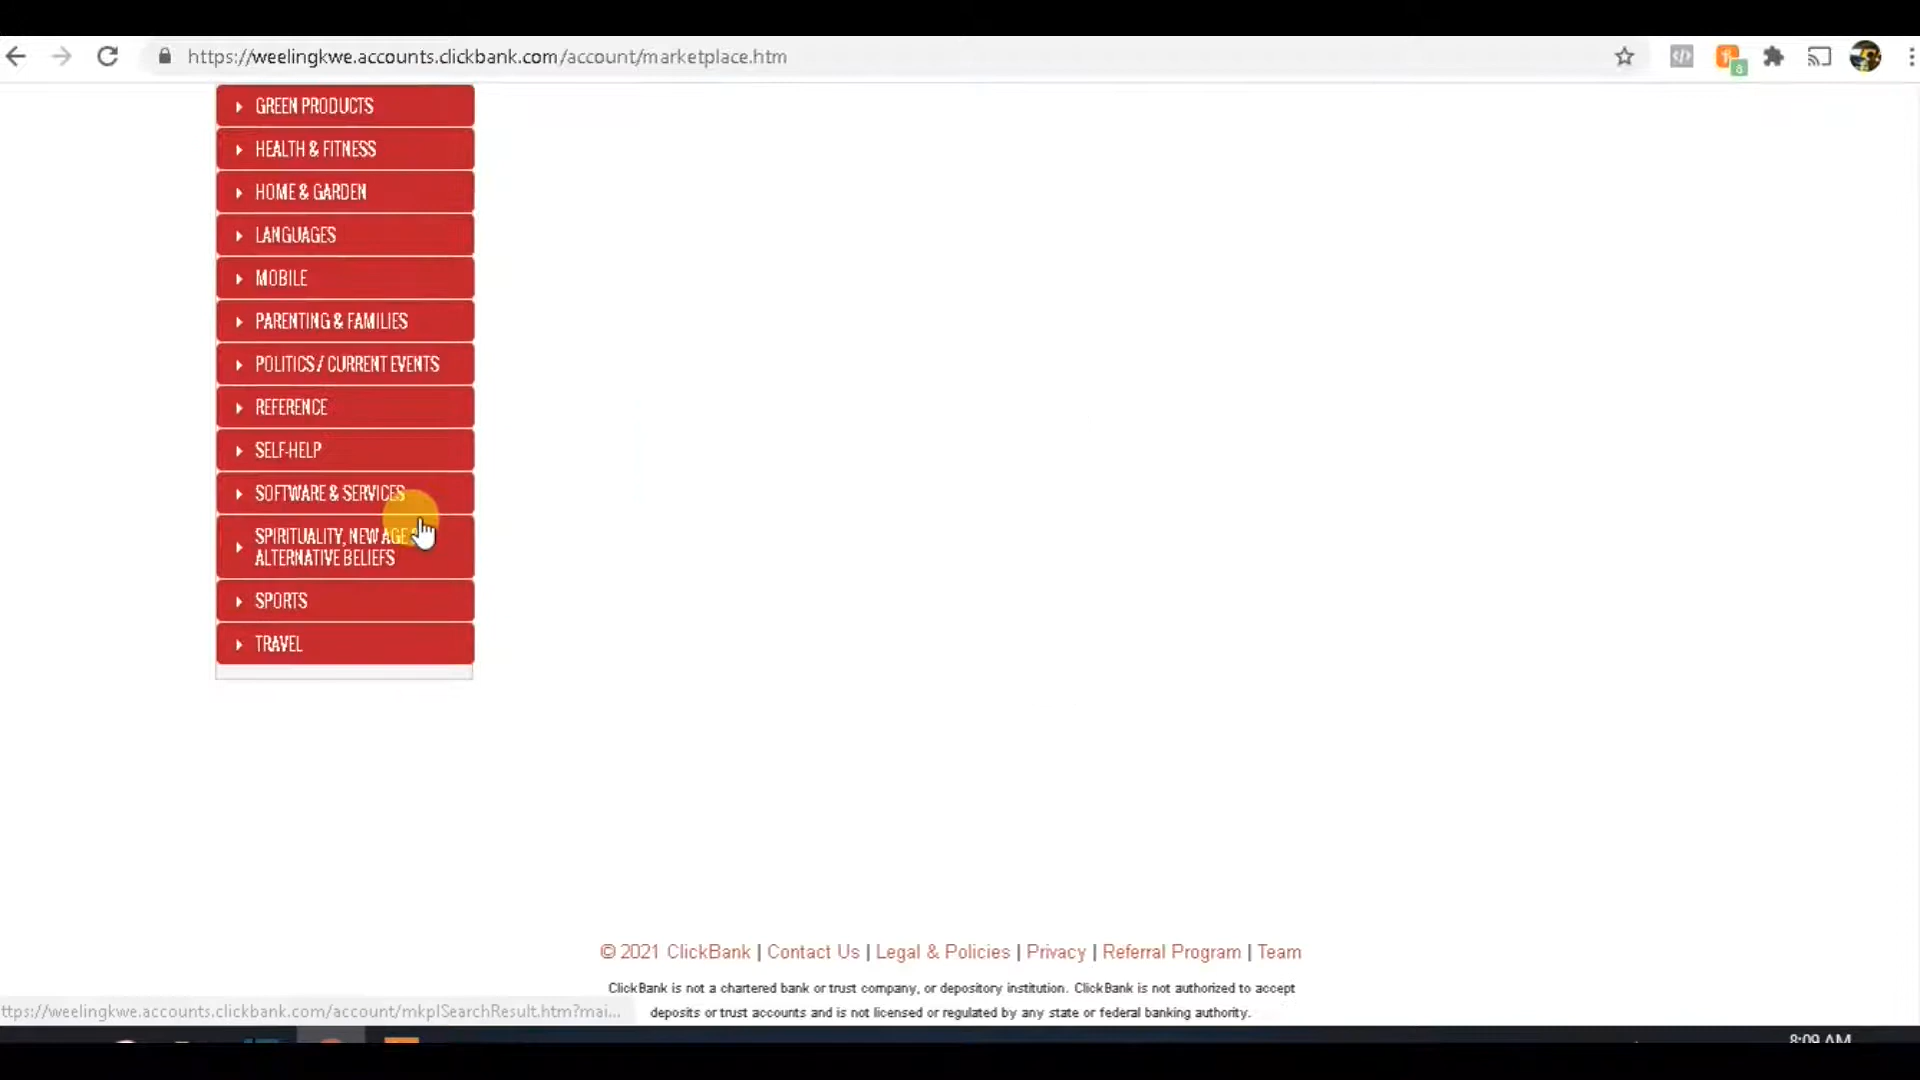 https://weelingkwe.accounts.clickbank.com/account/marketplace.htm
GREEN PRODUCTS
HEALTH & FITNESS
HOME & GARDEN
LANGUAGES
MOBILE
PARENTING & FAMILIES
POLITICS / CURRENT EVENTS
REFERENCE
SELF-HELP
SOFTWARE & SERVICES
SPIRITUALITY, NEW AGE &
ALTERNATIVE BELIEFS
SPORTS
TRAVEL
© 2021 ClickBank | Contact Us | Legal & Policies | Privacy | Referral Program | Team
ClickBank is not a chartered bank or trust company, or depository institution. ClickBank is not authorized to accept
deposits or trust accounts and is not licensed or regulated by any state or federal banking authority.
ttps://weelingkwe.accounts.clickbank.com/account/mkplSearchResult.htm?mai...
8:09 AM